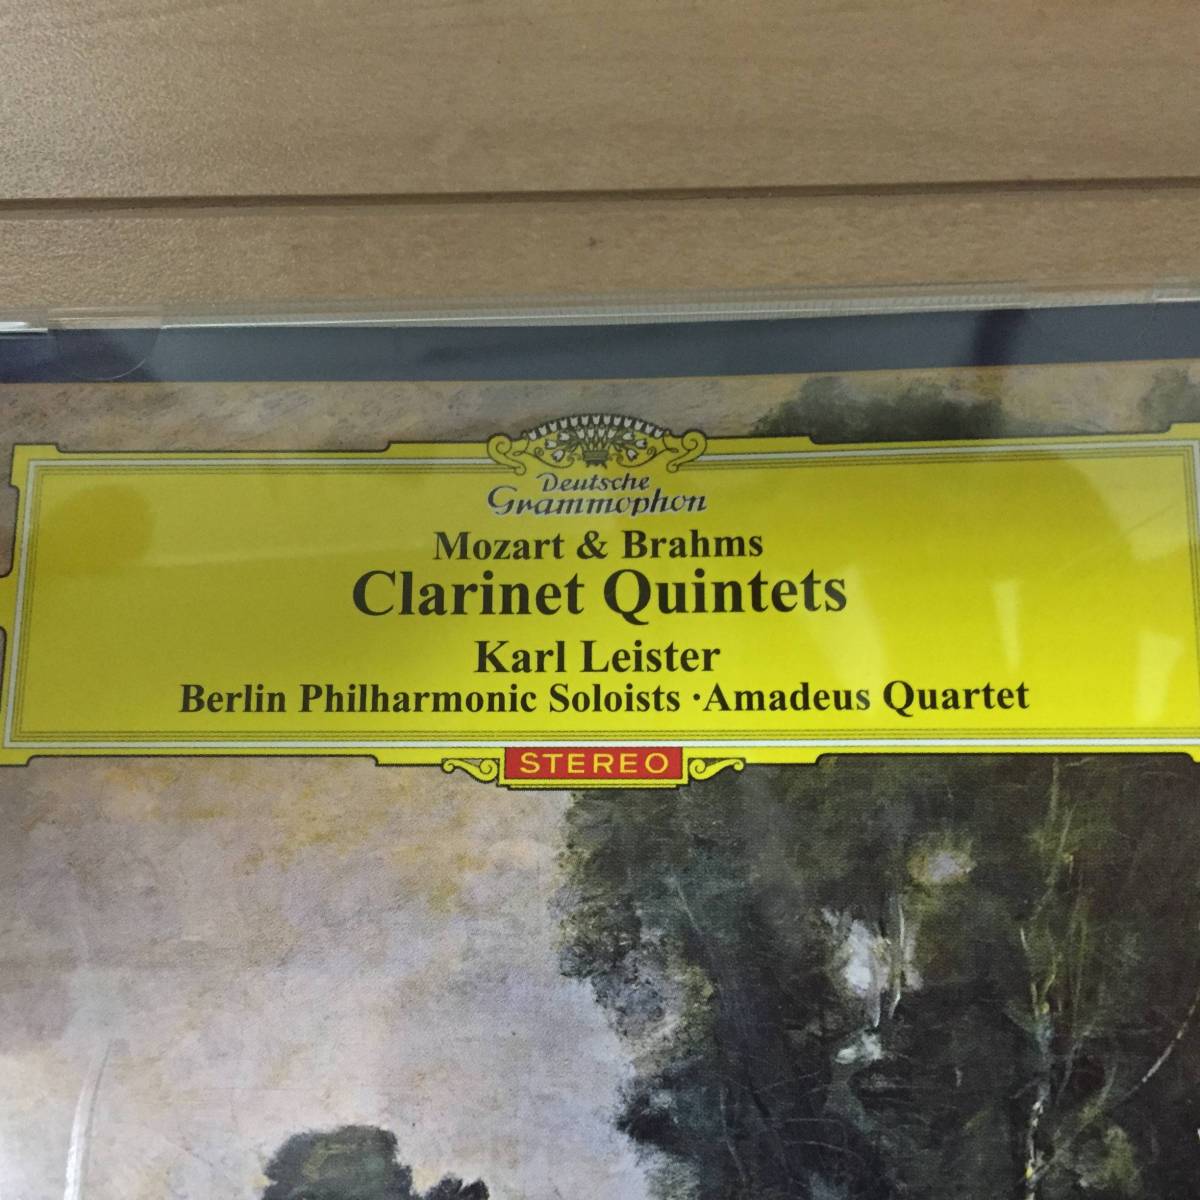 Deutsche
Grammophon
Mozart & Brahms
Clarinet Quintets
Karl Leister
Berlin Philharmonic Soloists · Amadeus Quartet
STEREO